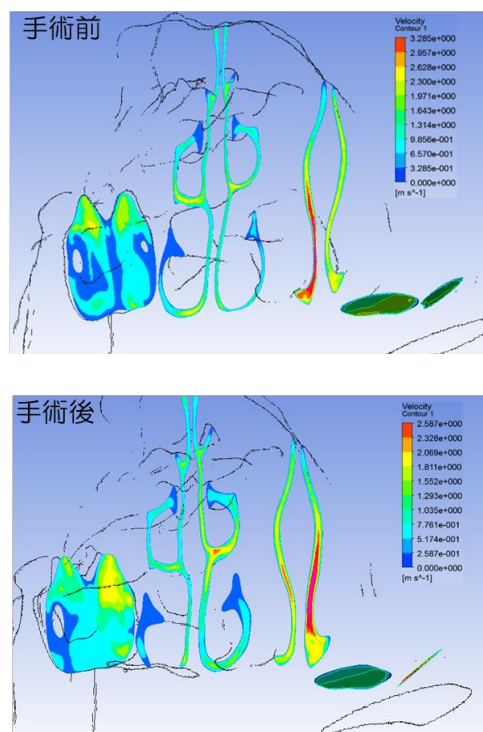 手術前
Velocity
Contour 1
3.285e+000
2.957e+000
2.628e+000
2.300e+000
1.971e+000
1.643e+000
1.314e+000
9.856e-001
6.570e-001
3.285e-001
0.000e+000
[m s^-1]
手術後
Velocity
Contour 1
2.587e+000
2.328e+000
2.069e+000
1.811e+000
1.552e+000
1.293e+000
1.035e+000
7.761e-001
5.174e-001
2.587e-001
0.000e+000
[m s^-1]